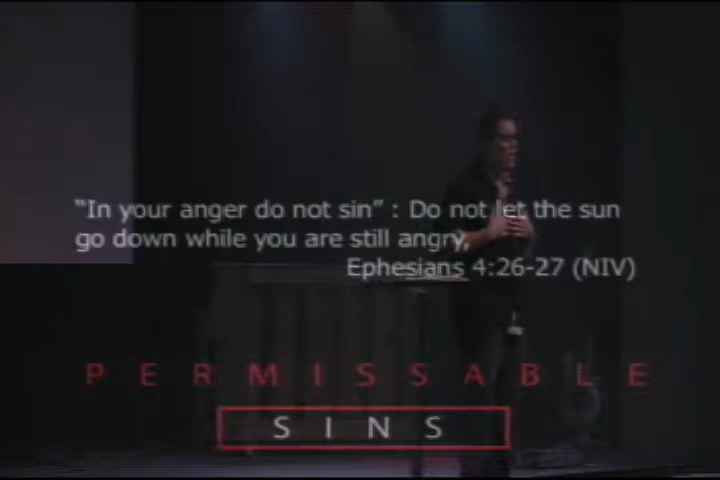 “In your anger do not sin” : Do not let the sun
go down while you are still angry,
Ephesians 4:26-27 (NIV)
PERMISSABLE
SINS